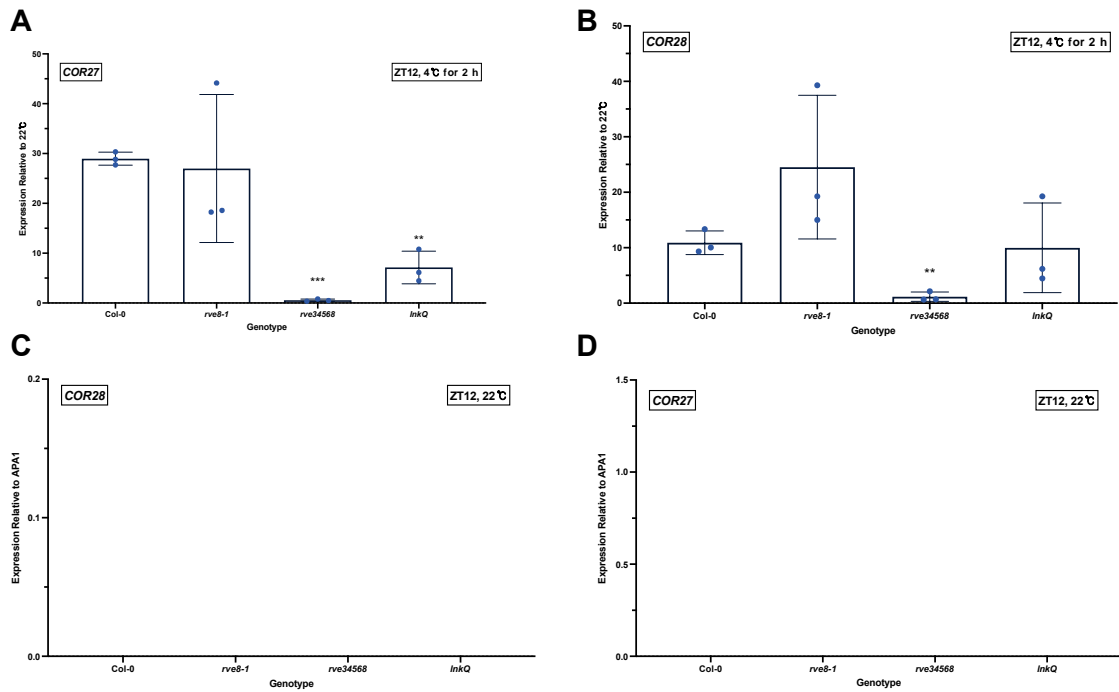 A
COR27
ZT12, 4℃ for 2 h
50
40
30
20
10
0
Expression Relative to 22℃
***
**
Col-0 rve8-1 rve34568 lnkQ
Genotype
B
COR28
ZT12, 4℃ for 2 h
50
40
30
20
10
0
Expression Relative to 22℃
**
Col-0 rve8-1 rve34568 lnkQ
Genotype
C
COR28
ZT12, 22℃
0.2
0.1
0.0
Expression Relative to APA1
Col-0 rve8-1 rve34568 lnkQ
Genotype
D
COR27
ZT12, 22℃
1.5
1.0
0.5
0.0
Expression Relative to APA1
Col-0 rve8-1 rve34568 lnkQ
Genotype